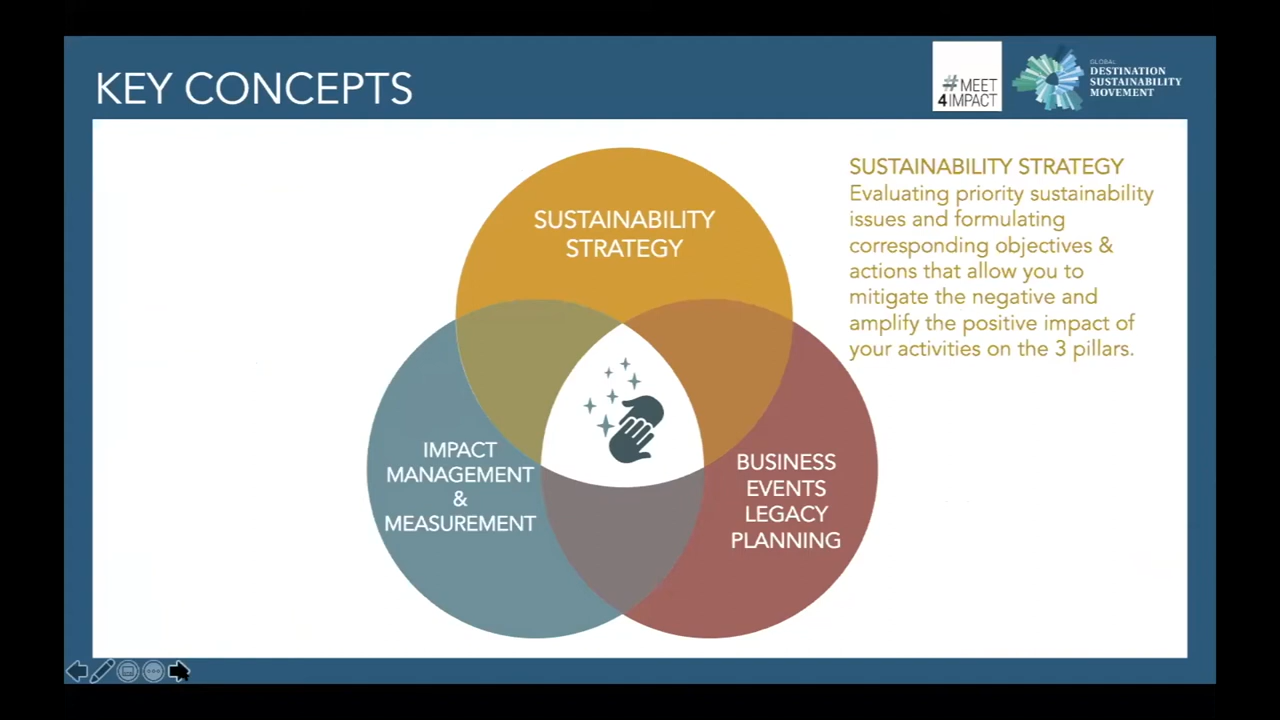 KEY CONCEPTS
#MEET
4IMPACT
GLOBAL
DESTINATION
SUSTAINABILITY
MOVEMENT
SUSTAINABILITY
STRATEGY
IMPACT
MANAGEMENT
&
MEASUREMENT
BUSINESS
EVENTS
LEGACY
PLANNING
SUSTAINABILITY STRATEGY
Evaluating priority sustainability
issues and formulating
corresponding objectives &
actions that allow you to
mitigate the negative and
amplify the positive impact of
your activities on the 3 pillars.